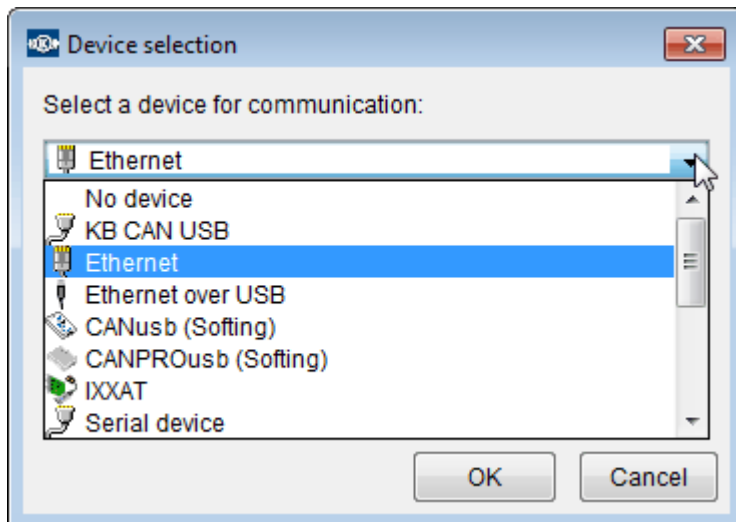 Device selection
Select a device for communication:
Ethernet
No device
KB CAN USB
Ethernet
Ethernet over USB
CANusb (Softing)
CANPROusb (Softing)
IXXAT
Serial device
OK Cancel